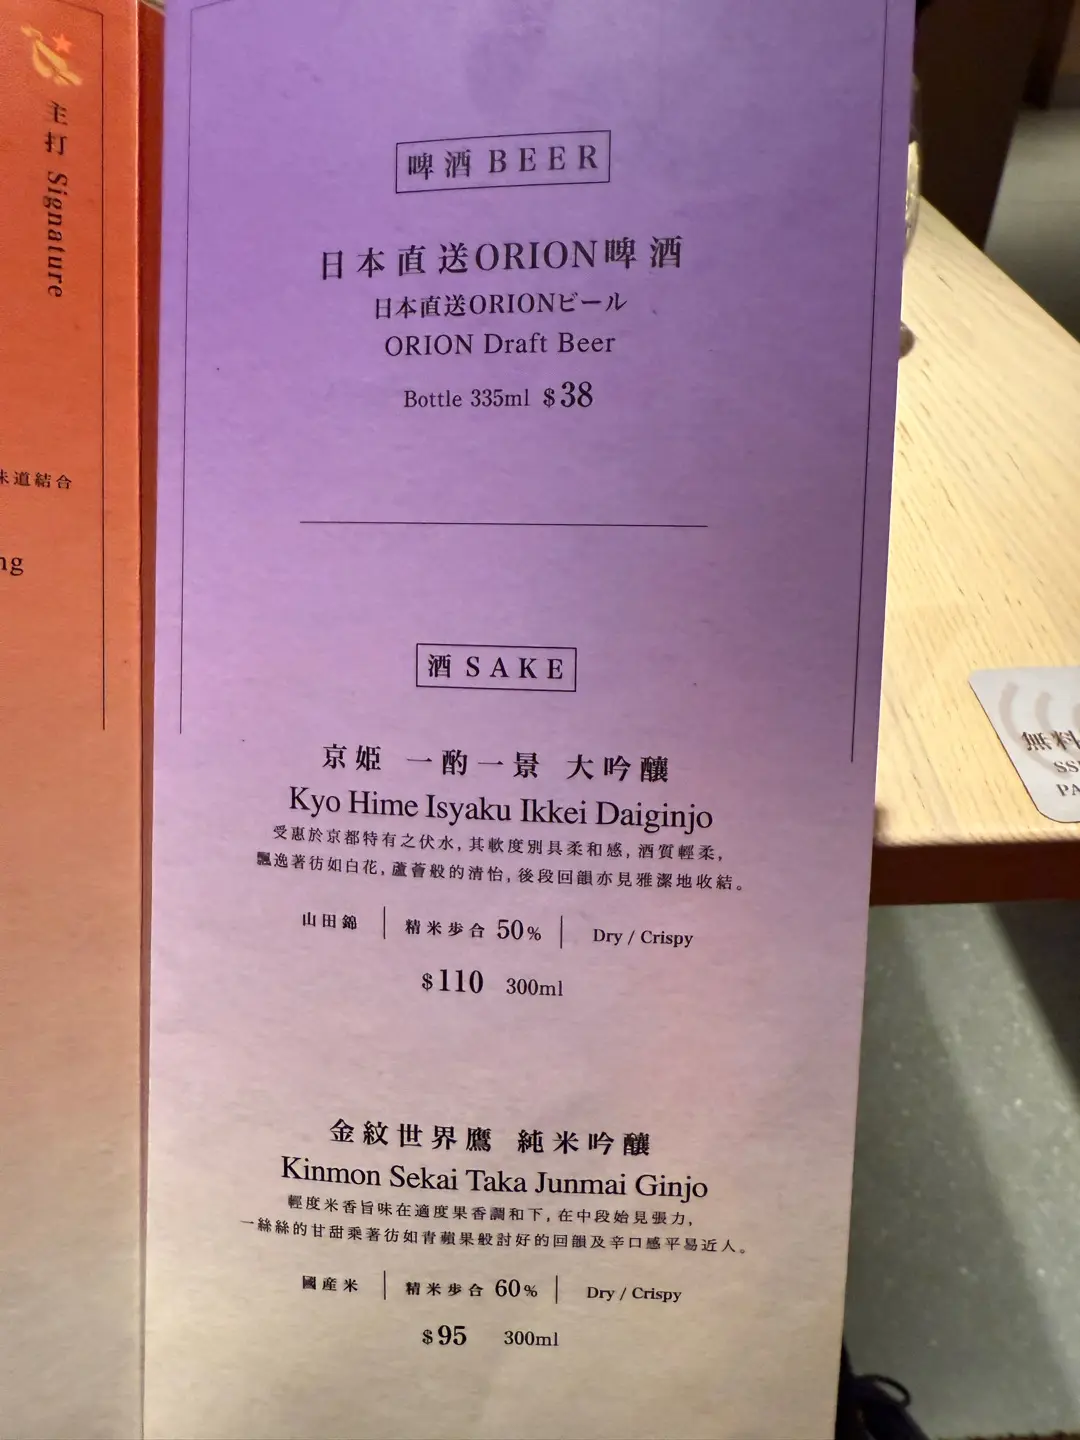 主打 Signature
味道結合
ng
啤酒 BEER
日本直送ORION啤酒
日本直送ORIONビール
ORION Draft Beer
Bottle 335ml $38
酒 SAKE
京姫 一酌一景 大吟釀
Kyo Hime Isyaku Ikkei Daiginjo
受惠於京都特有之伏水, 其軟度別具柔和感, 酒質輕柔,
飄逸著彷如白花, 蘆薈般的清怡, 後段回韻亦見雅潔地收結。
山田錦 | 精米歩合 50% | Dry / Crispy
$110 300ml
金紋世界鷹 純米吟釀
Kinmon Sekai Taka Junmai Ginjo
輕度米香旨味在適度果香調和下, 在中段始見張力,
一絲絲的甘甜乘著彷如青蘋果般討好的回韻及辛口感平易近人。
國産米 | 精米歩合 60% | Dry / Crispy
$95 300ml
無料
SS
PA